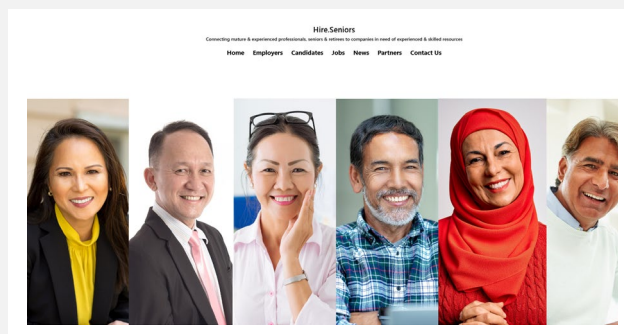 Hire.Seniors
Connecting mature & experienced professionals, seniors & retirees to companies in need of experienced & skilled resources
Home Employers Candidates Jobs News Partners Contact Us